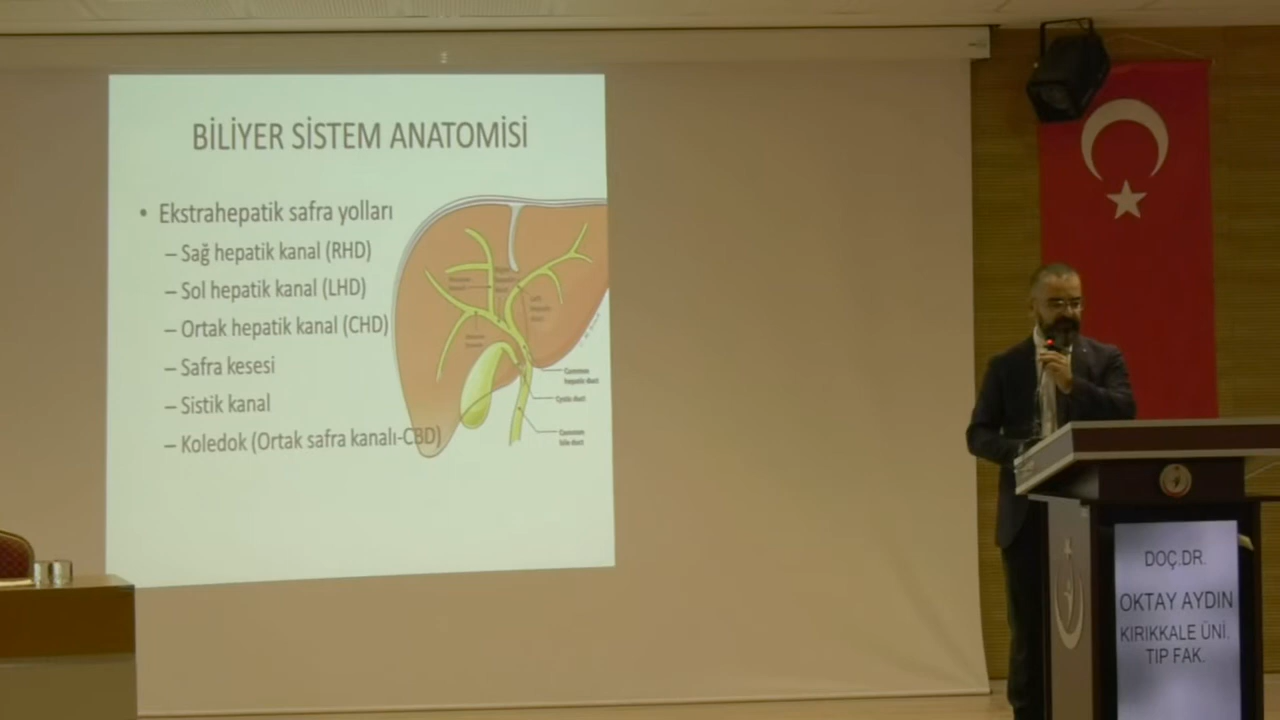 BİLİYER SİSTEM ANATOMİSİ
• Ekstrahepatik safra yolları
– Sağ hepatik kanal (RHD)
– Sol hepatik kanal (LHD)
– Ortak hepatik kanal (CHD)
– Safra kesesi
– Sistik kanal
– Koledok (Ortak safra kanalı-CBD)
Common
hepatic duct
Cystic duct
Common
bile duct
DOÇ.DR.
OKTAY AYDIN
KIRIKKALE ÜNİ.
TIP FAK.